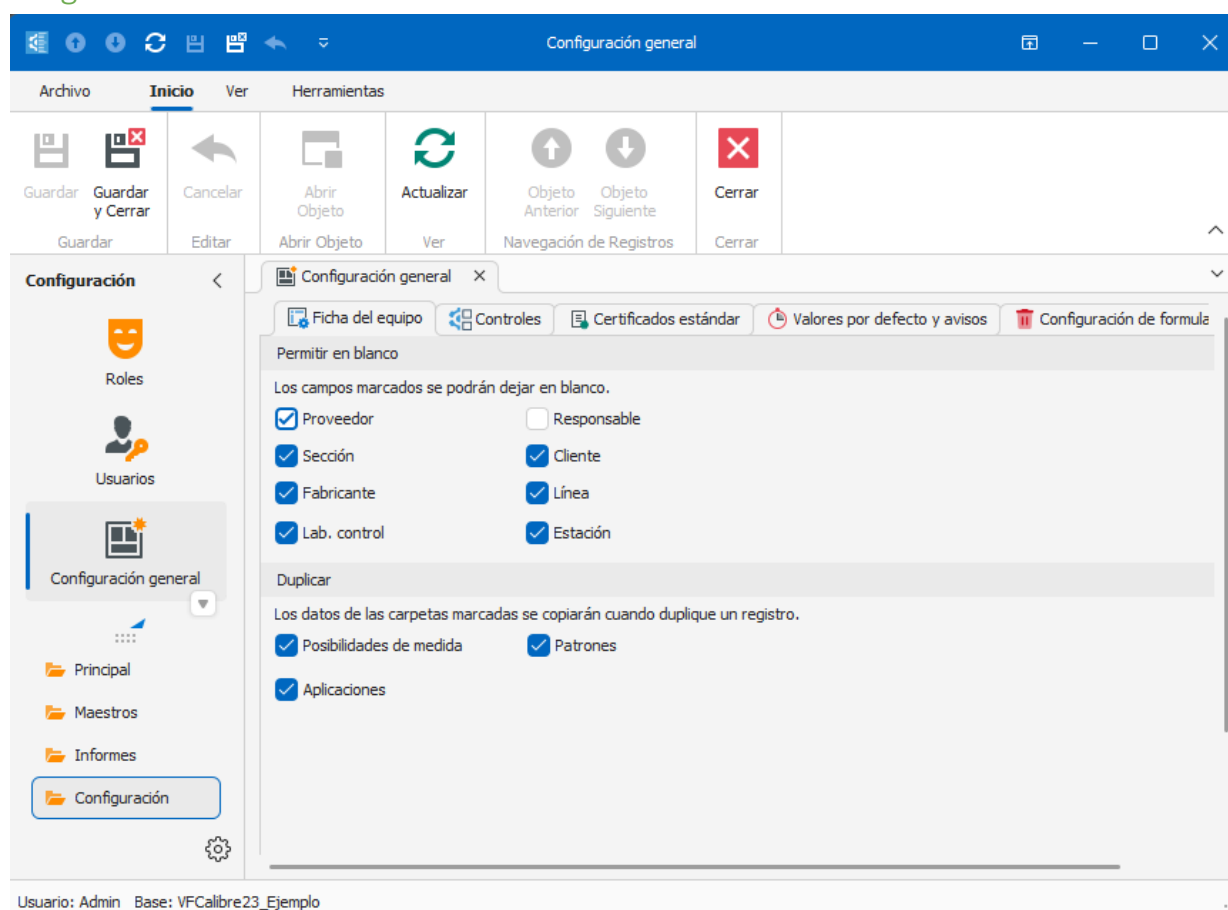 Configuración general
Archivo Inicio Ver Herramientas
Guardar Guardar y Cerrar Cancelar Abrir Objeto Actualizar Objeto Anterior Objeto Siguiente Cerrar
Guardar Editar Abrir Objeto Ver Navegación de Registros Cerrar
Configuración
Roles
Usuarios
Configuración general
Principal
Maestros
Informes
Configuración
Configuración general
Ficha del equipo Controles Certificados estándar Valores por defecto y avisos Configuración de formula
Permitir en blanco
Los campos marcados se podrán dejar en blanco.
Proveedor Responsable
Sección Cliente
Fabricante Línea
Lab. control Estación
Duplicar
Los datos de las carpetas marcadas se copiarán cuando duplique un registro.
Posibilidades de medida Patrones
Aplicaciones
Usuario: Admin Base: VFCalibre23_Ejemplo